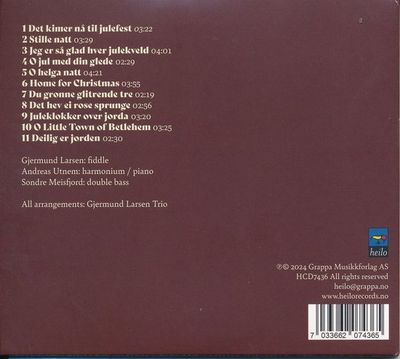 1 Det kimer nå til julefest 03:22
2 Stille natt 03:29
3 Jeg er så glad hver julekveld 04:01
4 O jul med din glede 02:29
5 O helga natt 04:21
6 Home for Christmas 03:55
7 Du grønne glitrende tre 02:19
8 Det hev ei rose sprunge 02:56
9 Juleklokker over jorda 03:20
10 O Little Town of Betlehem 03:25
11 Deilig er jorden 02:30
Gjermund Larsen: fiddle
Andreas Utnem: harmonium / piano
Sondre Meisfjord: double bass
All arrangements: Gjermund Larsen Trio
heilo
℗© 2024 Grappa Musikkforlag AS
HCD7436 All rights reserved
heilo@grappa.no
www.heilorecords.no
7 033662 074365